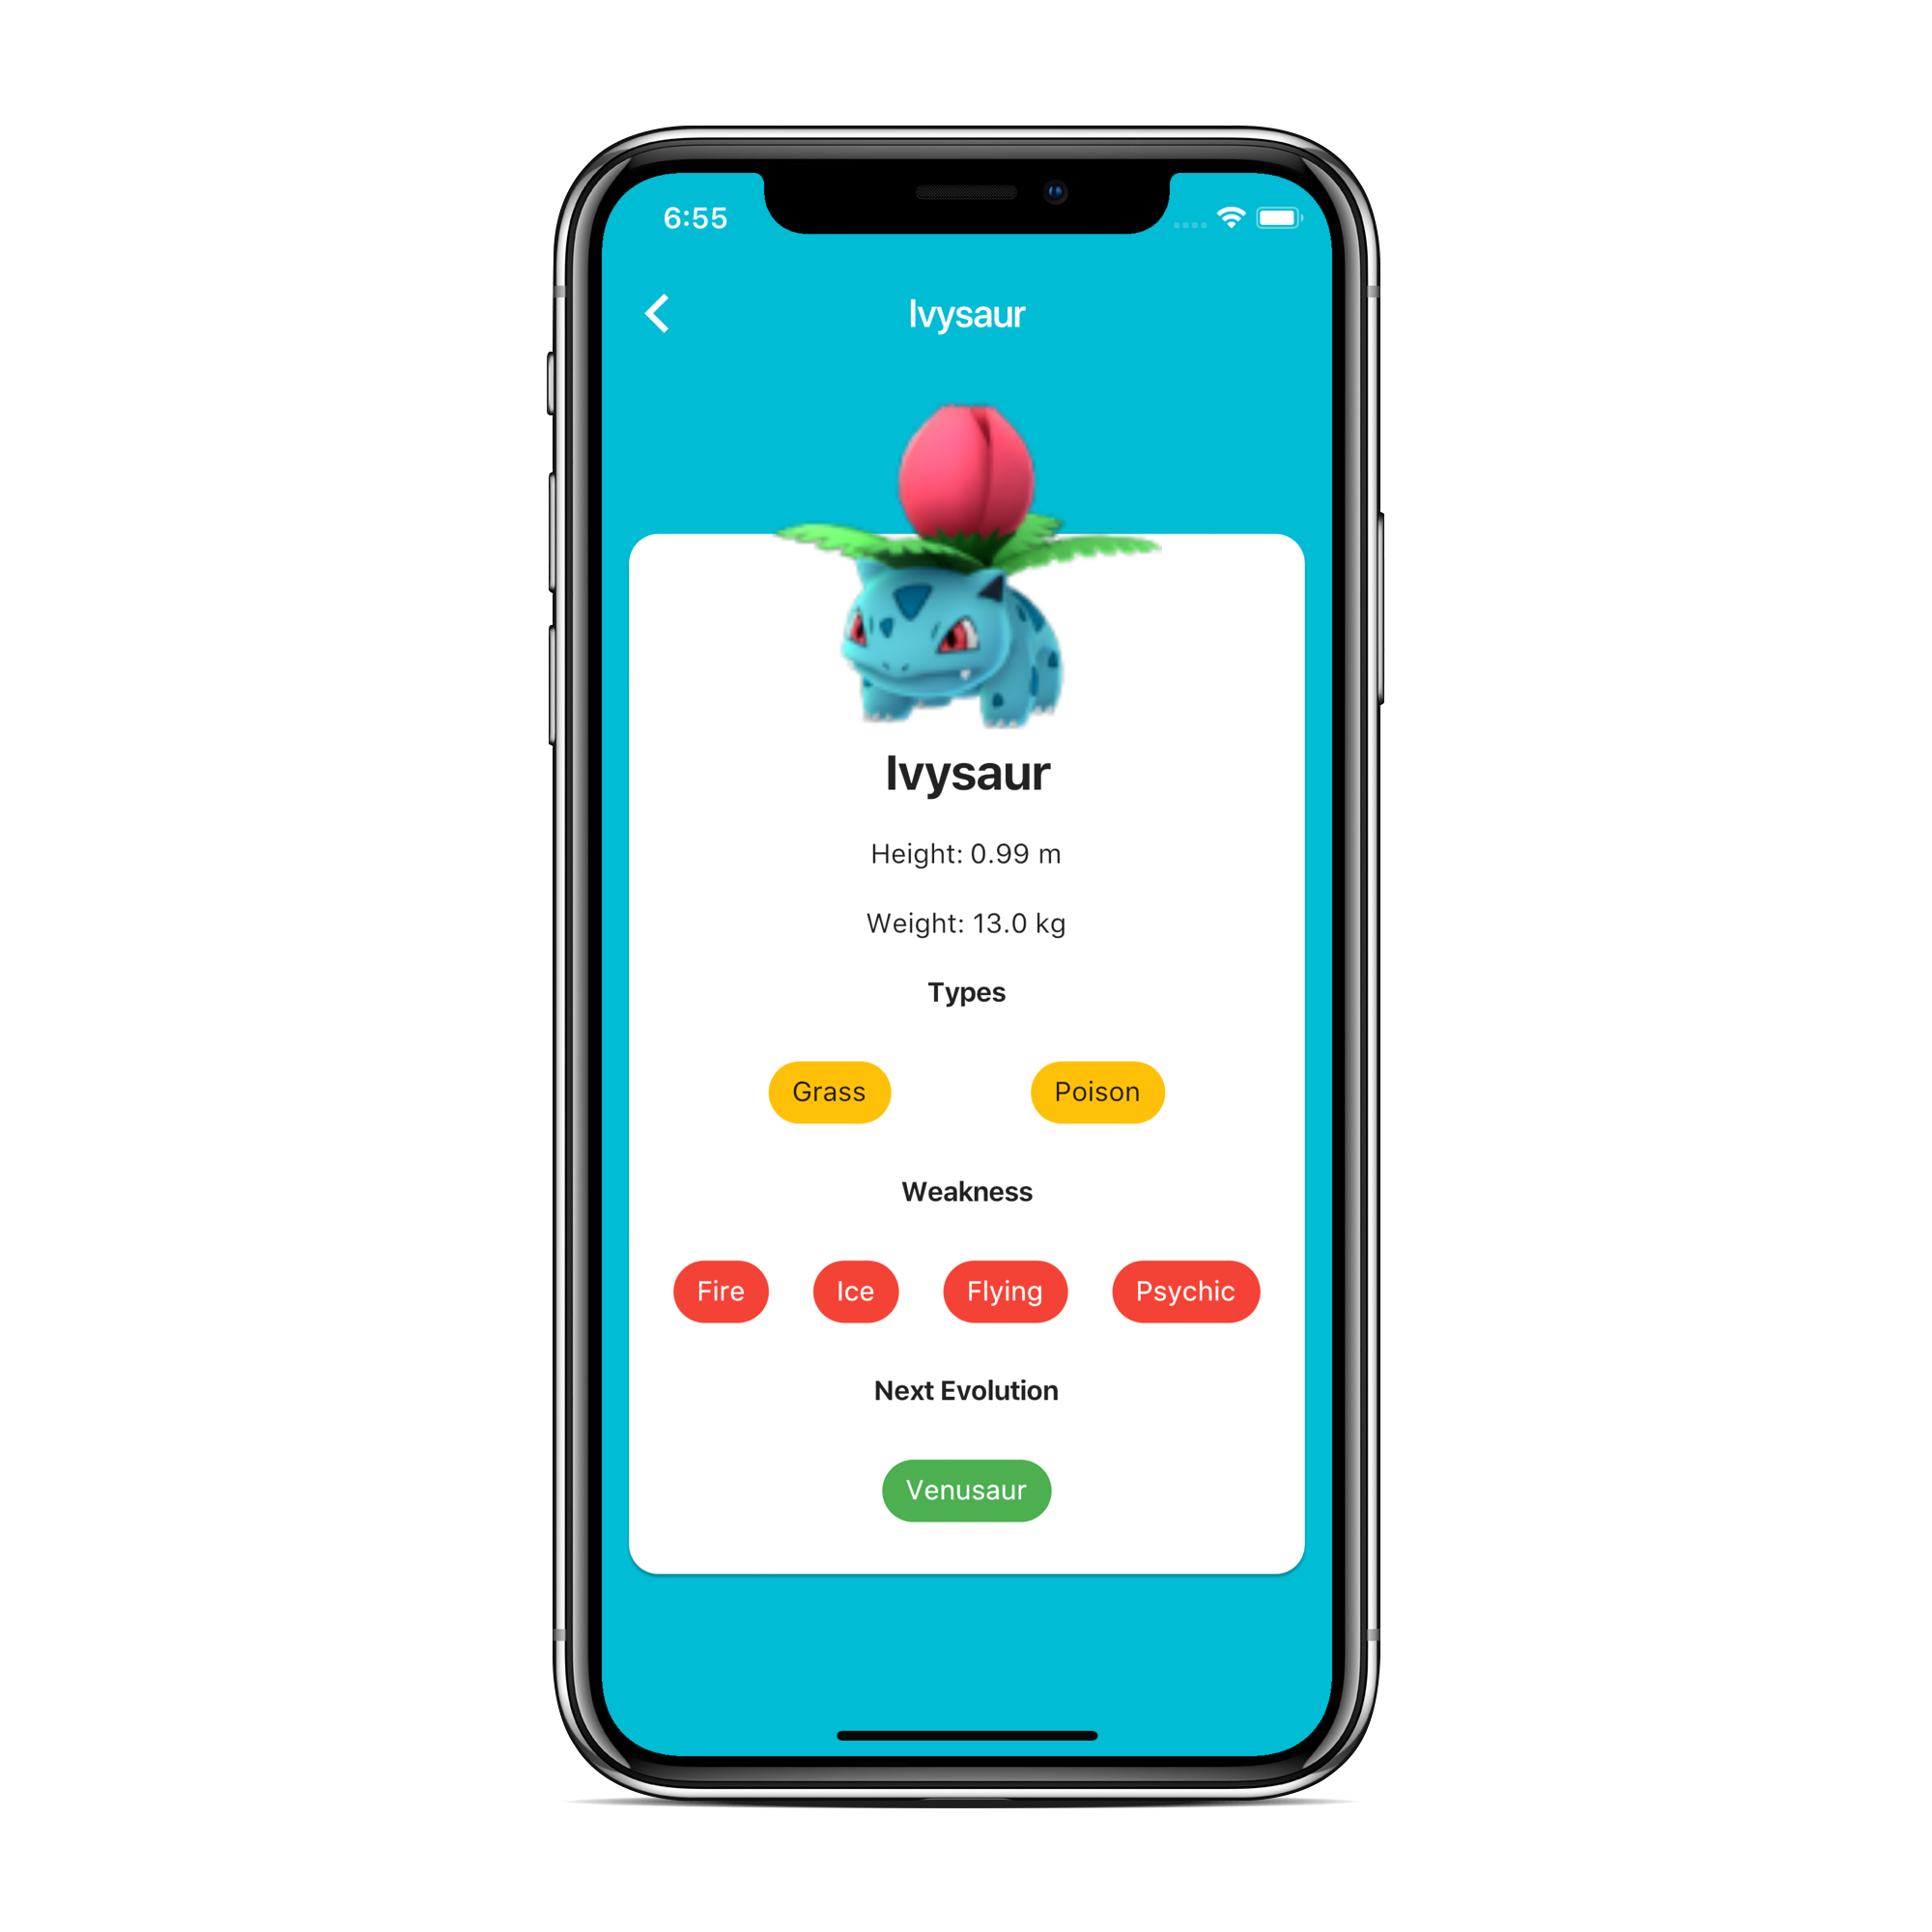 6:55
Ivysaur
Ivysaur
Height: 0.99 m
Weight: 13.0 kg
Types
Grass Poison
Weakness
Fire Ice Flying Psychic
Next Evolution
Venusaur